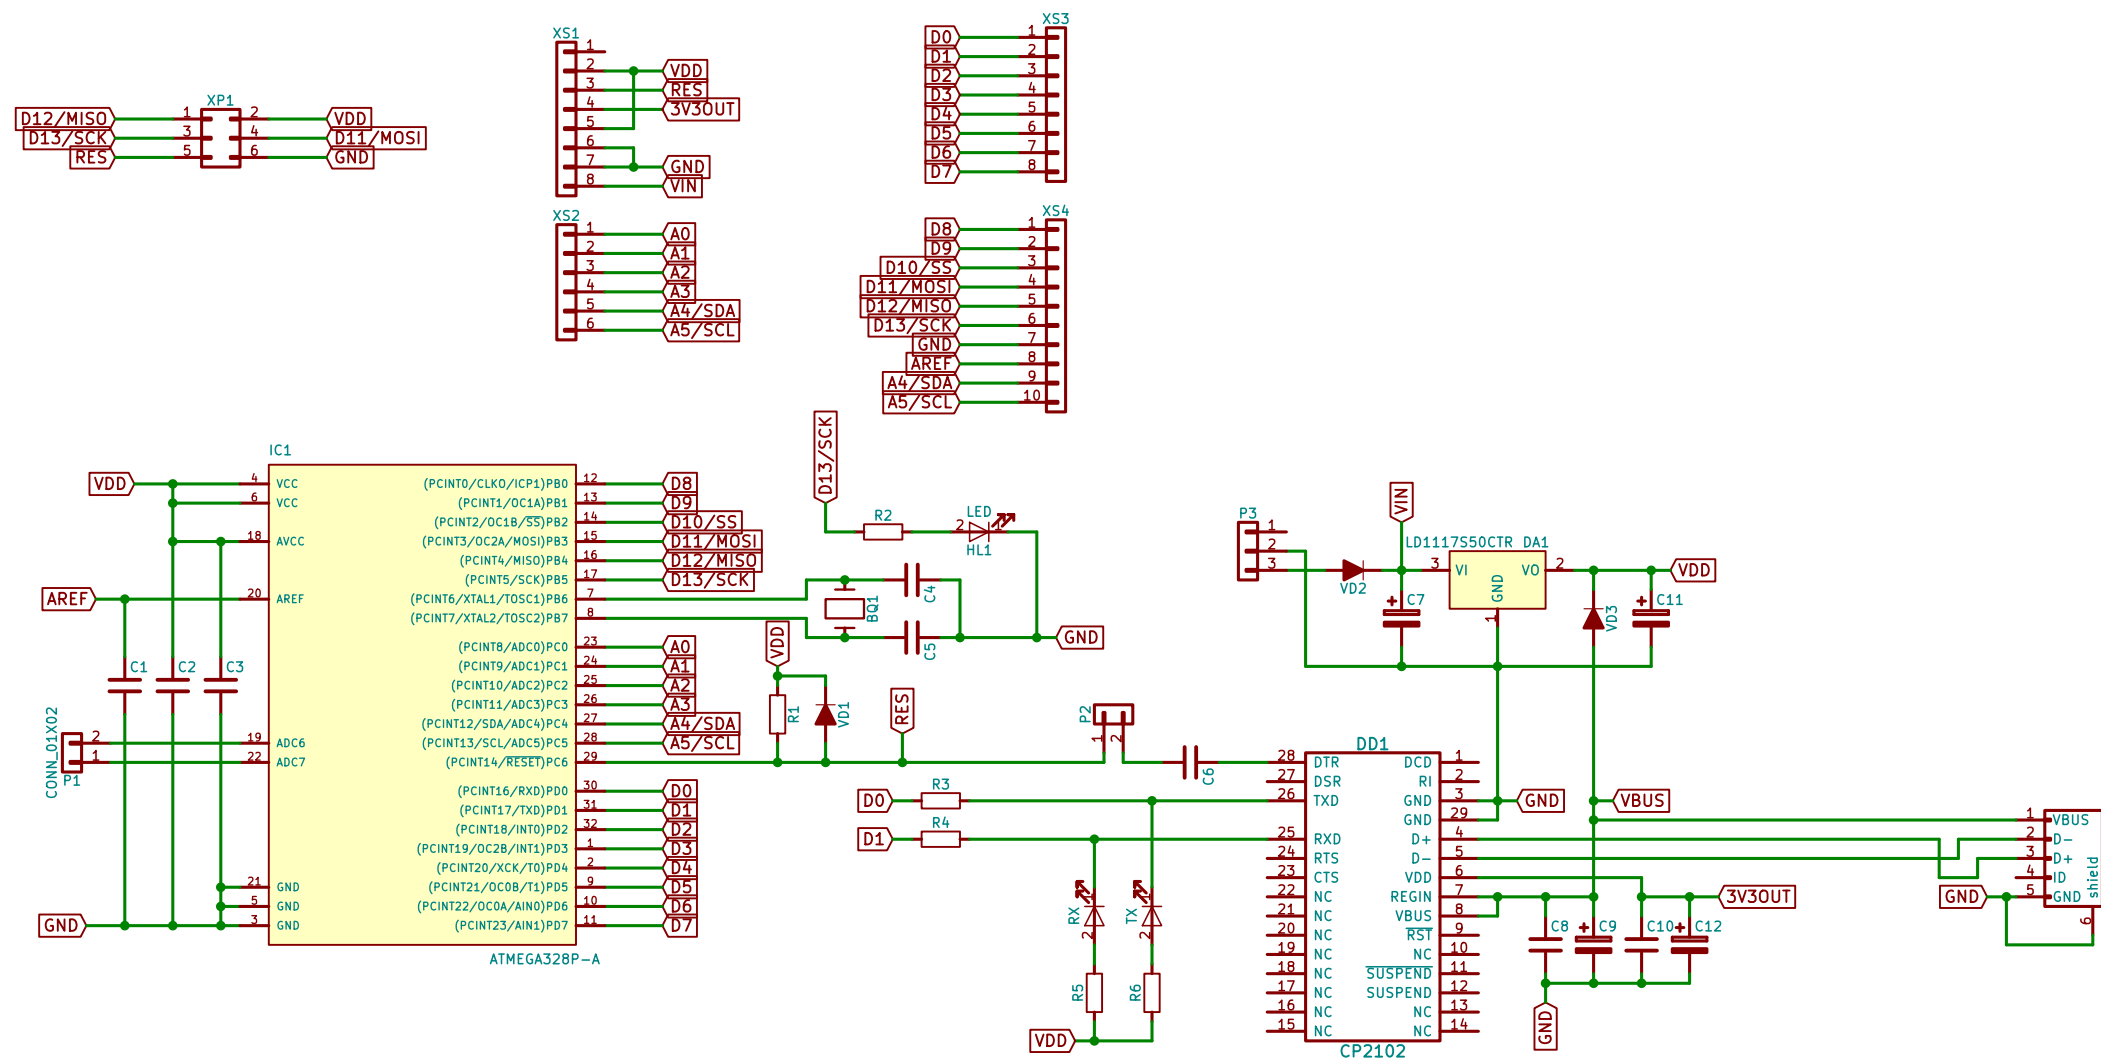 XP1
D12/MISO 1 2 VDD
D13/SCK 3 4 D11/MOSI
RES 5 6 GND
XS1
1
2 VDD
3 RES
4 3V3OUT
5
6
7 GND
8 VIN
XS2
1 A0
2 A1
3 A2
4 A3
5 A4/SDA
6 A5/SCL
XS3
D0 1
D1 2
D2 3
D3 4
D4 5
D5 6
D6 7
D7 8
XS4
D8 1
D9 2
D10/SS 3
D11/MOSI 4
D12/MISO 5
D13/SCK 6
GND 7
AREF 8
A4/SDA 9
A5/SCL 10
IC1
VDD 4 VCC
6 VCC
18 AVCC
AREF 20 AREF
C1 C2 C3
CONN_01X02
P1
2 19 ADC6
1 22 ADC7
21 GND
5 GND
GND 3 GND
(PCINT0/CLKO/ICP1)PB0 12 D8
(PCINT1/OC1A)PB1 13 D9
(PCINT2/OC1B/SS)PB2 14 D10/SS
(PCINT3/OC2A/MOSI)PB3 15 D11/MOSI
(PCINT4/MISO)PB4 16 D12/MISO
(PCINT5/SCK)PB5 17 D13/SCK
(PCINT6/XTAL1/TOSC1)PB6 7
(PCINT7/XTAL2/TOSC2)PB7 8
(PCINT8/ADC0)PC0 23 A0
(PCINT9/ADC1)PC1 24 A1
(PCINT10/ADC2)PC2 25 A2
(PCINT11/ADC3)PC3 26 A3
(PCINT12/SDA/ADC4)PC4 27 A4/SDA
(PCINT13/SCL/ADC5)PC5 28 A5/SCL
(PCINT14/RESET)PC6 29
(PCINT16/RXD)PD0 30 D0
(PCINT17/TXD)PD1 31 D1
(PCINT18/INT0)PD2 32 D2
(PCINT19/OC2B/INT1)PD3 1 D3
(PCINT20/XCK/T0)PD4 2 D4
(PCINT21/OC0B/T1)PD5 9 D5
(PCINT22/OC0A/AIN0)PD6 10 D6
(PCINT23/AIN1)PD7 11 D7
ATMEGA328P-A
D13/SCK
R2
LED
2 1
HL1
C4
BQ1
C5
GND
VDD
R1
VD1
RES
P2
1 2
C6
D0 R3
D1 R4
RX
2
TX
2
R5
R6
VDD
P3
1
2
3
VD2
VIN
C7
LD1117S50CTR DA1
3 VI VO 2
GND
1
VD3
C11
VDD
DD1
28 DTR DCD 1
27 DSR RI 2
26 TXD GND 3
GND 29
25 RXD D+ 4
24 RTS D- 5
23 CTS VDD 6
22 NC REGIN 7
21 NC VBUS 8
20 NC RST 9
19 NC NC 10
18 NC SUSPEND 11
17 NC SUSPEND 12
16 NC NC 13
15 NC NC 14
CP2102
GND
VBUS
3V3OUT
C8 C9 C10 C12
GND
1 VBUS
2 D-
3 D+
4 ID
GND 5 GND
shield
6